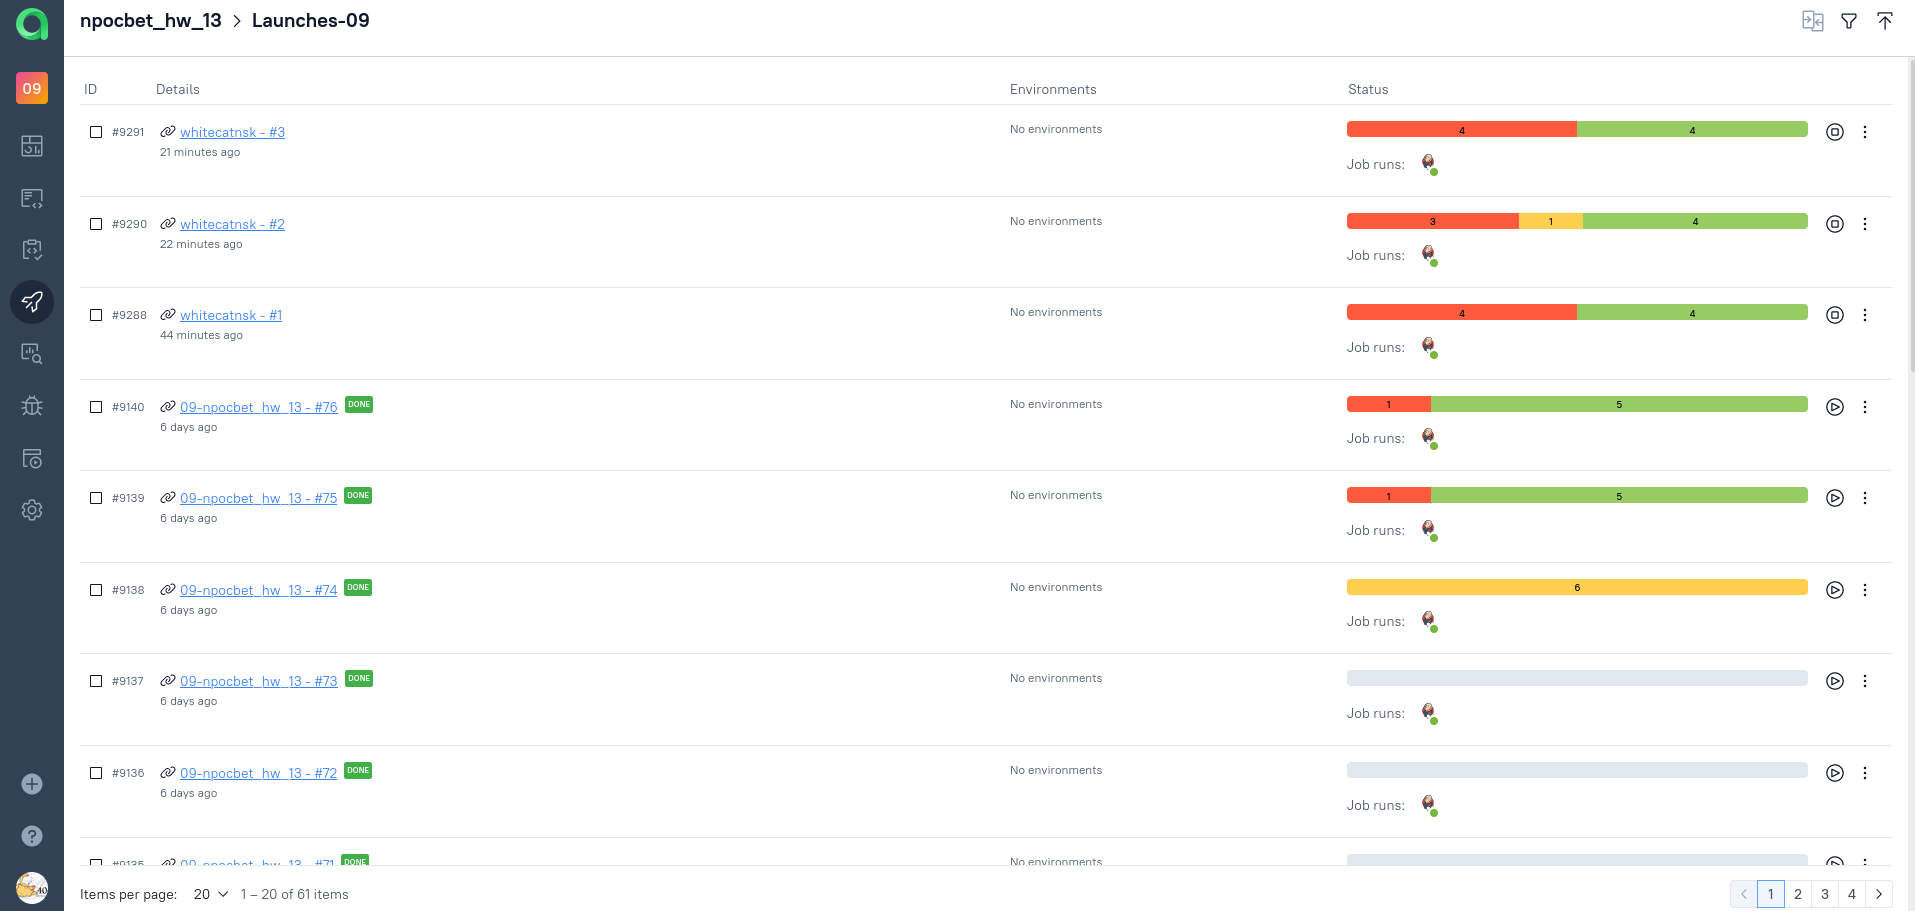 npocbet_hw_13 > Launches-09
09
ID Details Environments Status
#9291 whitecatnsk - #3 No environments 4 4
21 minutes ago Job runs:
#9290 whitecatnsk - #2 No environments 3 1 4
22 minutes ago Job runs:
#9288 whitecatnsk - #1 No environments 4 4
44 minutes ago Job runs:
#9140 09-npocbet_hw_13 - #76 DONE No environments 1 5
6 days ago Job runs:
#9139 09-npocbet_hw_13 - #75 DONE No environments 1 5
6 days ago Job runs:
#9138 09-npocbet_hw_13 - #74 DONE No environments 6
6 days ago Job runs:
#9137 09-npocbet_hw_13 - #73 DONE No environments
6 days ago Job runs:
#9136 09-npocbet_hw_13 - #72 DONE No environments
6 days ago Job runs:
#9135 09-npocbet_hw_13 - #71 DONE No environments
Items per page: 20 1 – 20 of 61 items 1 2 3 4